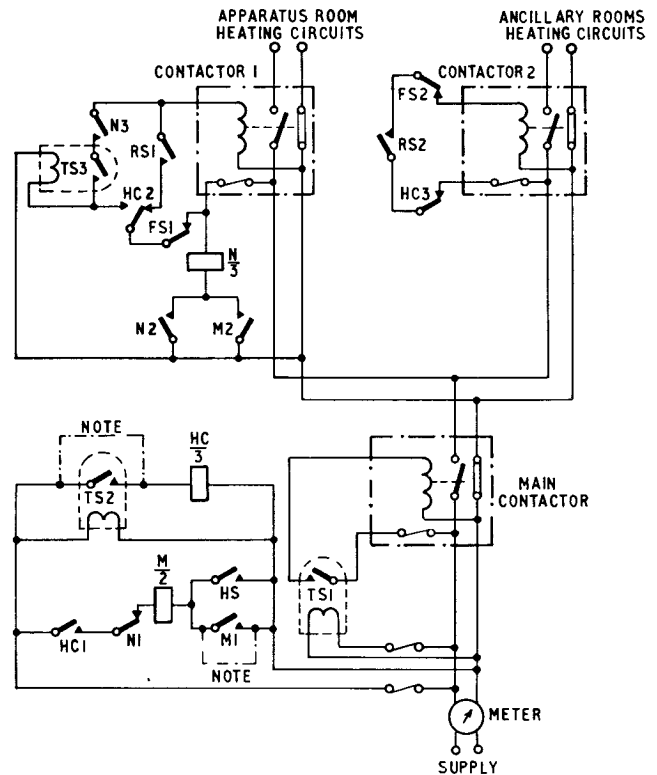 APPARATUS ROOM
HEATING CIRCUITS
ANCILLARY ROOMS
HEATING CIRCUITS
CONTACTOR 1
CONTACTOR 2
FS2
N3
RS1
RS2
TS3
HC2
HC3
FS1
N
3
N2
M2
NOTE
HC
3
TS2
MAIN
CONTACTOR
M
2
HS
TS1
HC1
N1
M1
NOTE
METER
SUPPLY